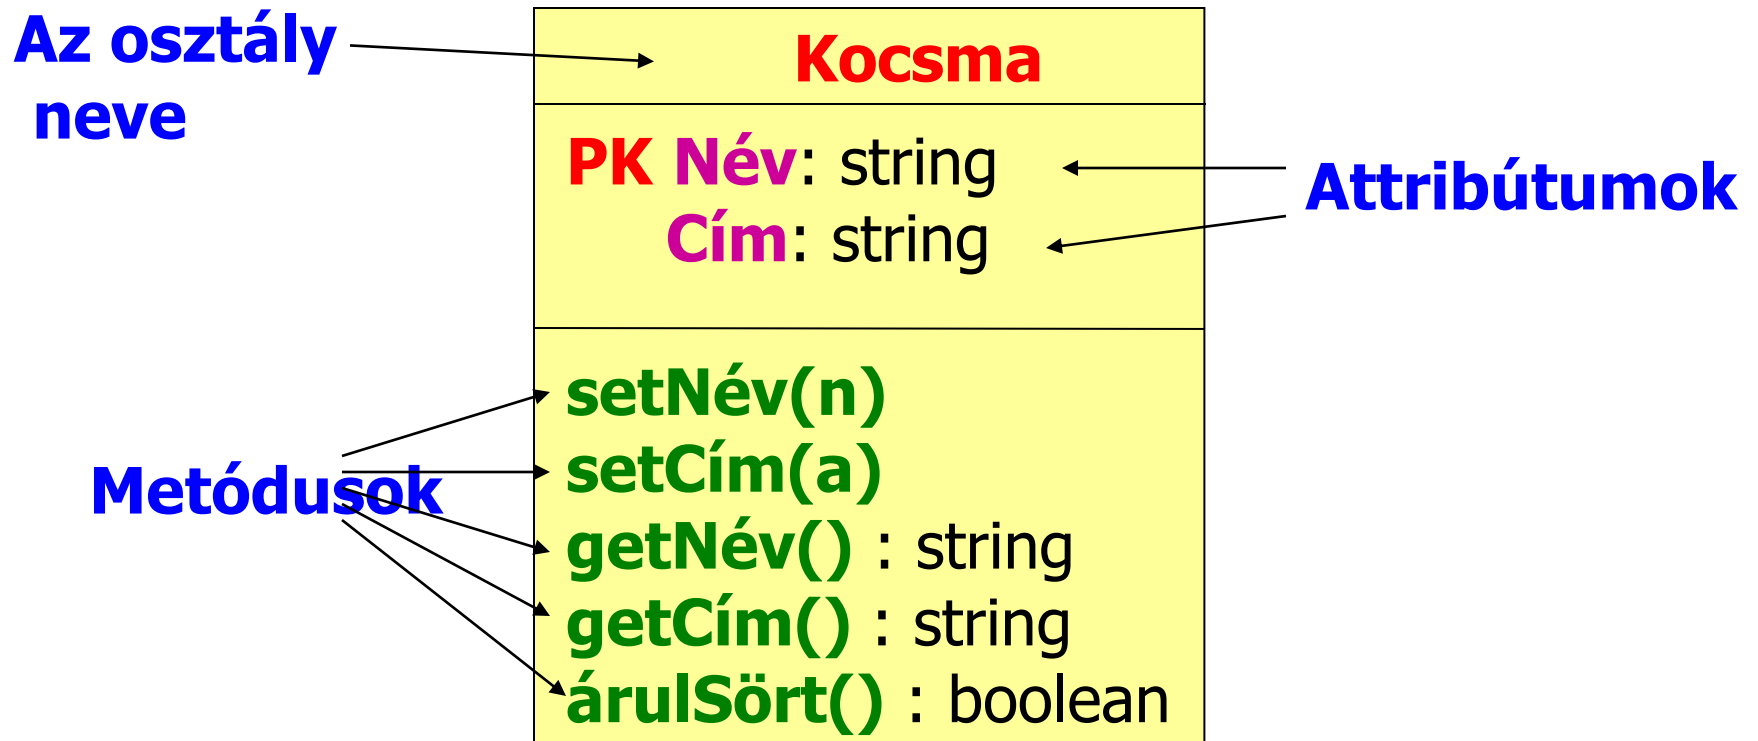 Az osztály
neve
Kocsma
PK Név: string
Cím: string
Attribútumok
Metódusok
setNév(n)
setCím(a)
getNév() : string
getCím() : string
árulSört() : boolean